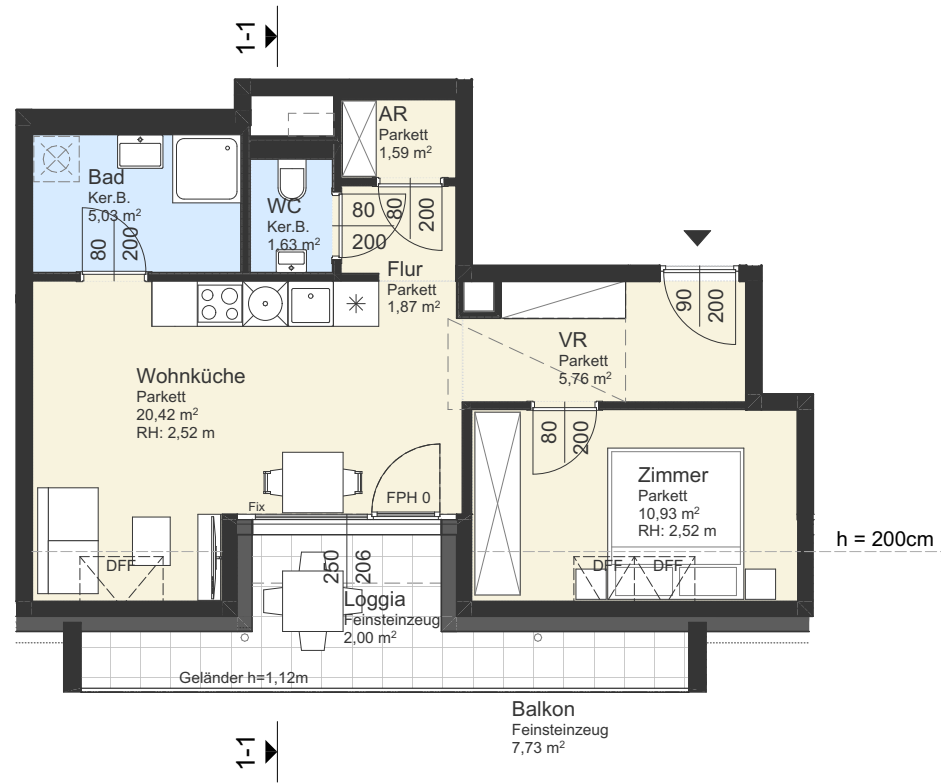 1-1
AR
Parkett
1,59 m²
Bad
Ker.B.
5,03 m²
80
200
WC
Ker.B.
1,63 m²
80
200
80
200
Flur
Parkett
1,87 m²
90
200
VR
Parkett
5,76 m²
Wohnküche
Parkett
20,42 m²
RH: 2,52 m
80
200
Zimmer
Parkett
10,93 m²
RH: 2,52 m
FPH 0
Fix
h = 200cm
DFF
DFF
DFF
250
206
Loggia
Feinsteinzeug
2,00 m²
Geländer h=1,12m
Balkon
Feinsteinzeug
7,73 m²
1-1